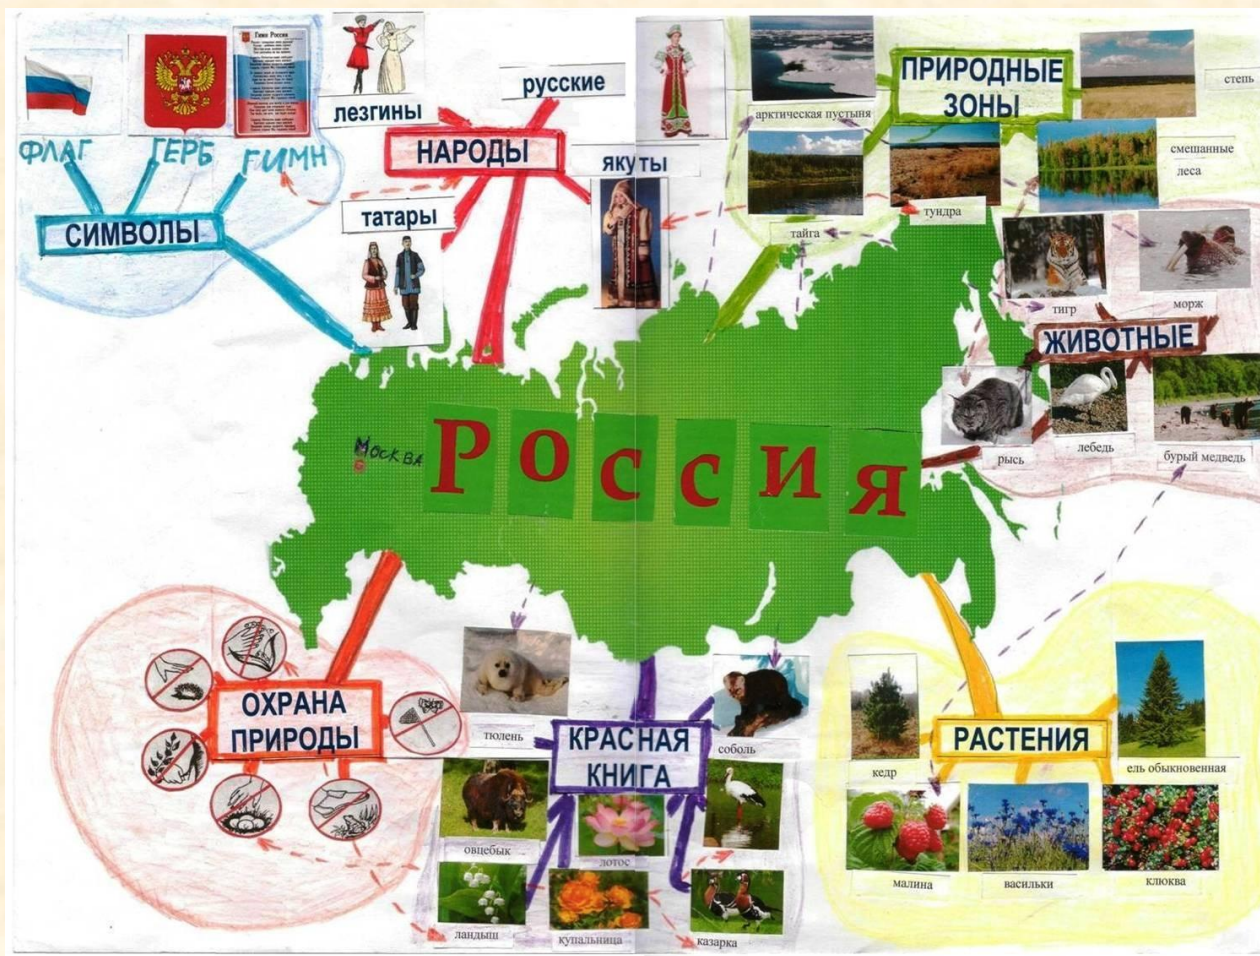 ФЛАГ
ГЕРБ
ГИМН
СИМВОЛЫ
Гимн России
лезгины
русские
НАРОДЫ
якуты
татары
ПРИРОДНЫЕ
ЗОНЫ
арктическая пустыня
степь
смешанные
леса
тундра
тайга
тигр
морж
ЖИВОТНЫЕ
рысь
лебедь
бурый медведь
Москва
Россия
ОХРАНА
ПРИРОДЫ
тюлень
КРАСНАЯ
КНИГА
соболь
овцебык
лотос
ландыш
купальница
казарка
РАСТЕНИЯ
кедр
ель обыкновенная
малина
васильки
клюква